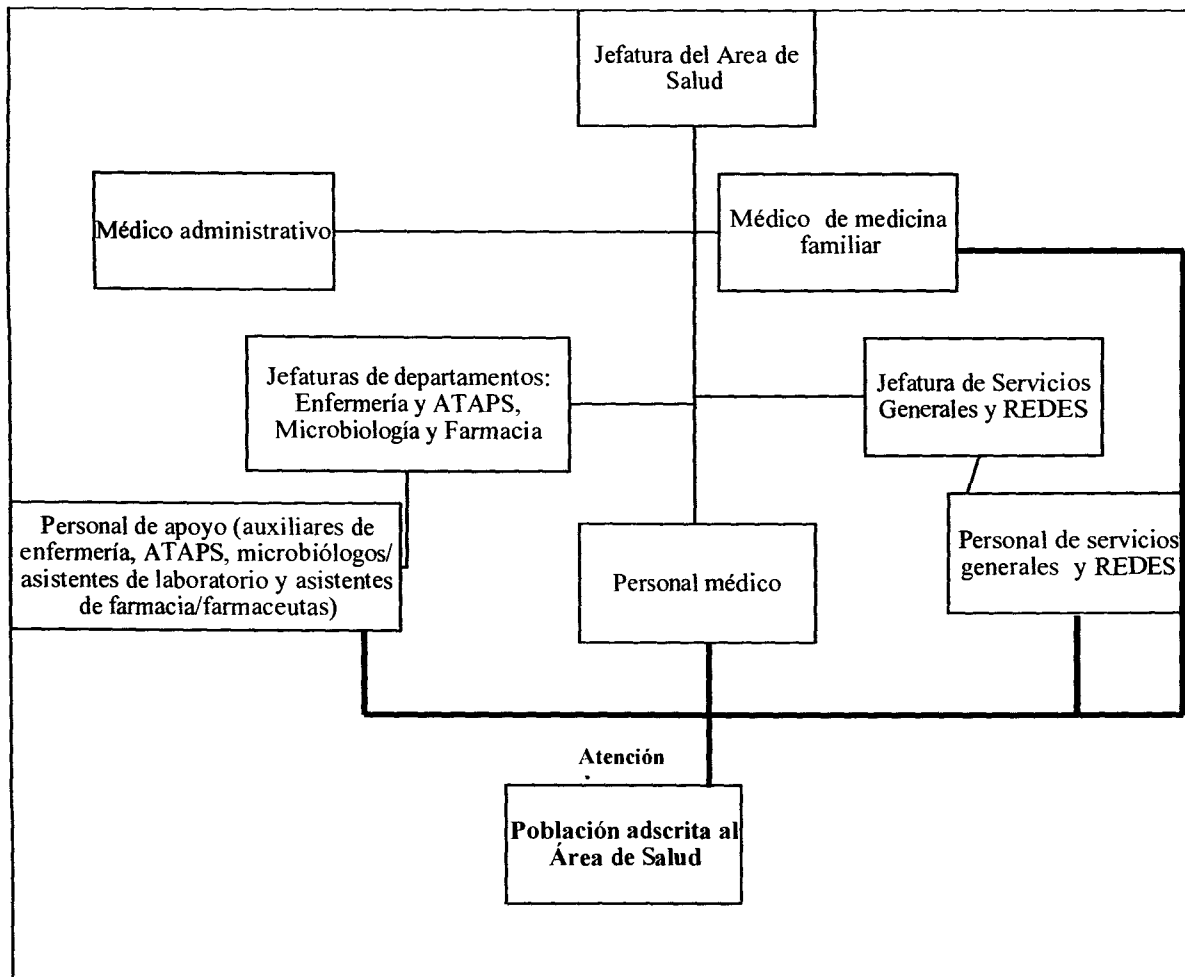 Jefatura del Area de
Salud
Médico administrativo
Médico de medicina
familiar
Jefaturas de departamentos:
Enfermería y ATAPS,
Microbiología y Farmacia
Jefatura de Servicios
Generales y REDES
Personal de apoyo (auxiliares de
enfermería, ATAPS, microbiólogos/
asistentes de laboratorio y asistentes
de farmacia/farmaceutas)
Personal médico
Personal de servicios
generales y REDES
Atención
Población adscrita al
Área de Salud